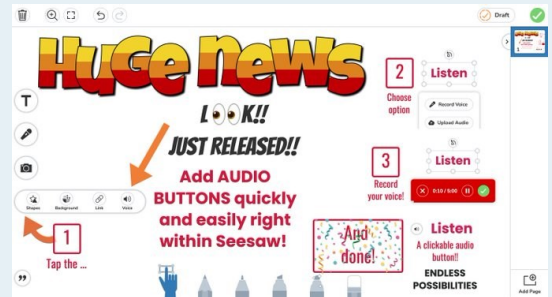 Draft
HUGe news
L👀K!!
JUST RELEASED!!
Add AUDIO
BUTTONS quickly
and easily right
within Seesaw!
T
Shapes
Background
Link
Voice
1
Tap the ...
2
Choose
option
Listen
Record Voice
Upload Audio
3
Record
your voice!
Listen
0:10 / 5:00
And
done!
Listen
A clickable audio
button!!
ENDLESS
POSSIBILITIES
Add Page